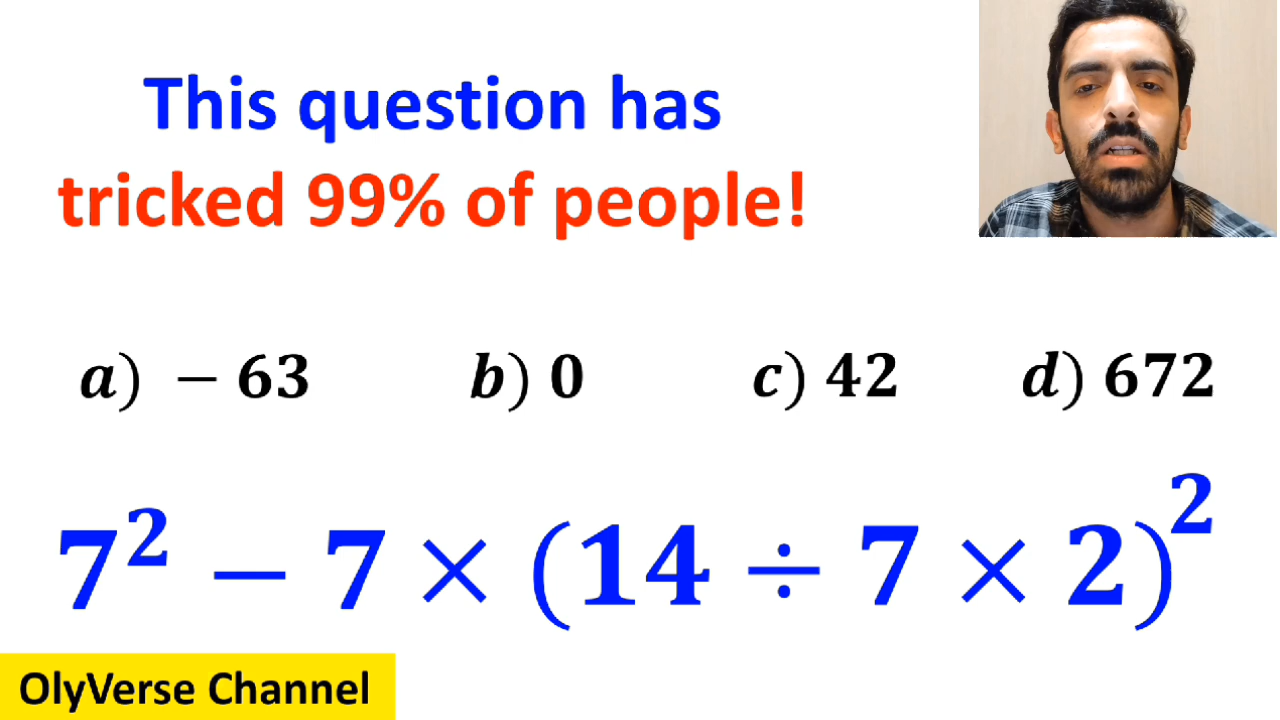 This question has
tricked 99% of people!
a) − 63 b) 0 c) 42 d) 672
7² − 7 × (14 ÷ 7 × 2)²
OlyVerse Channel